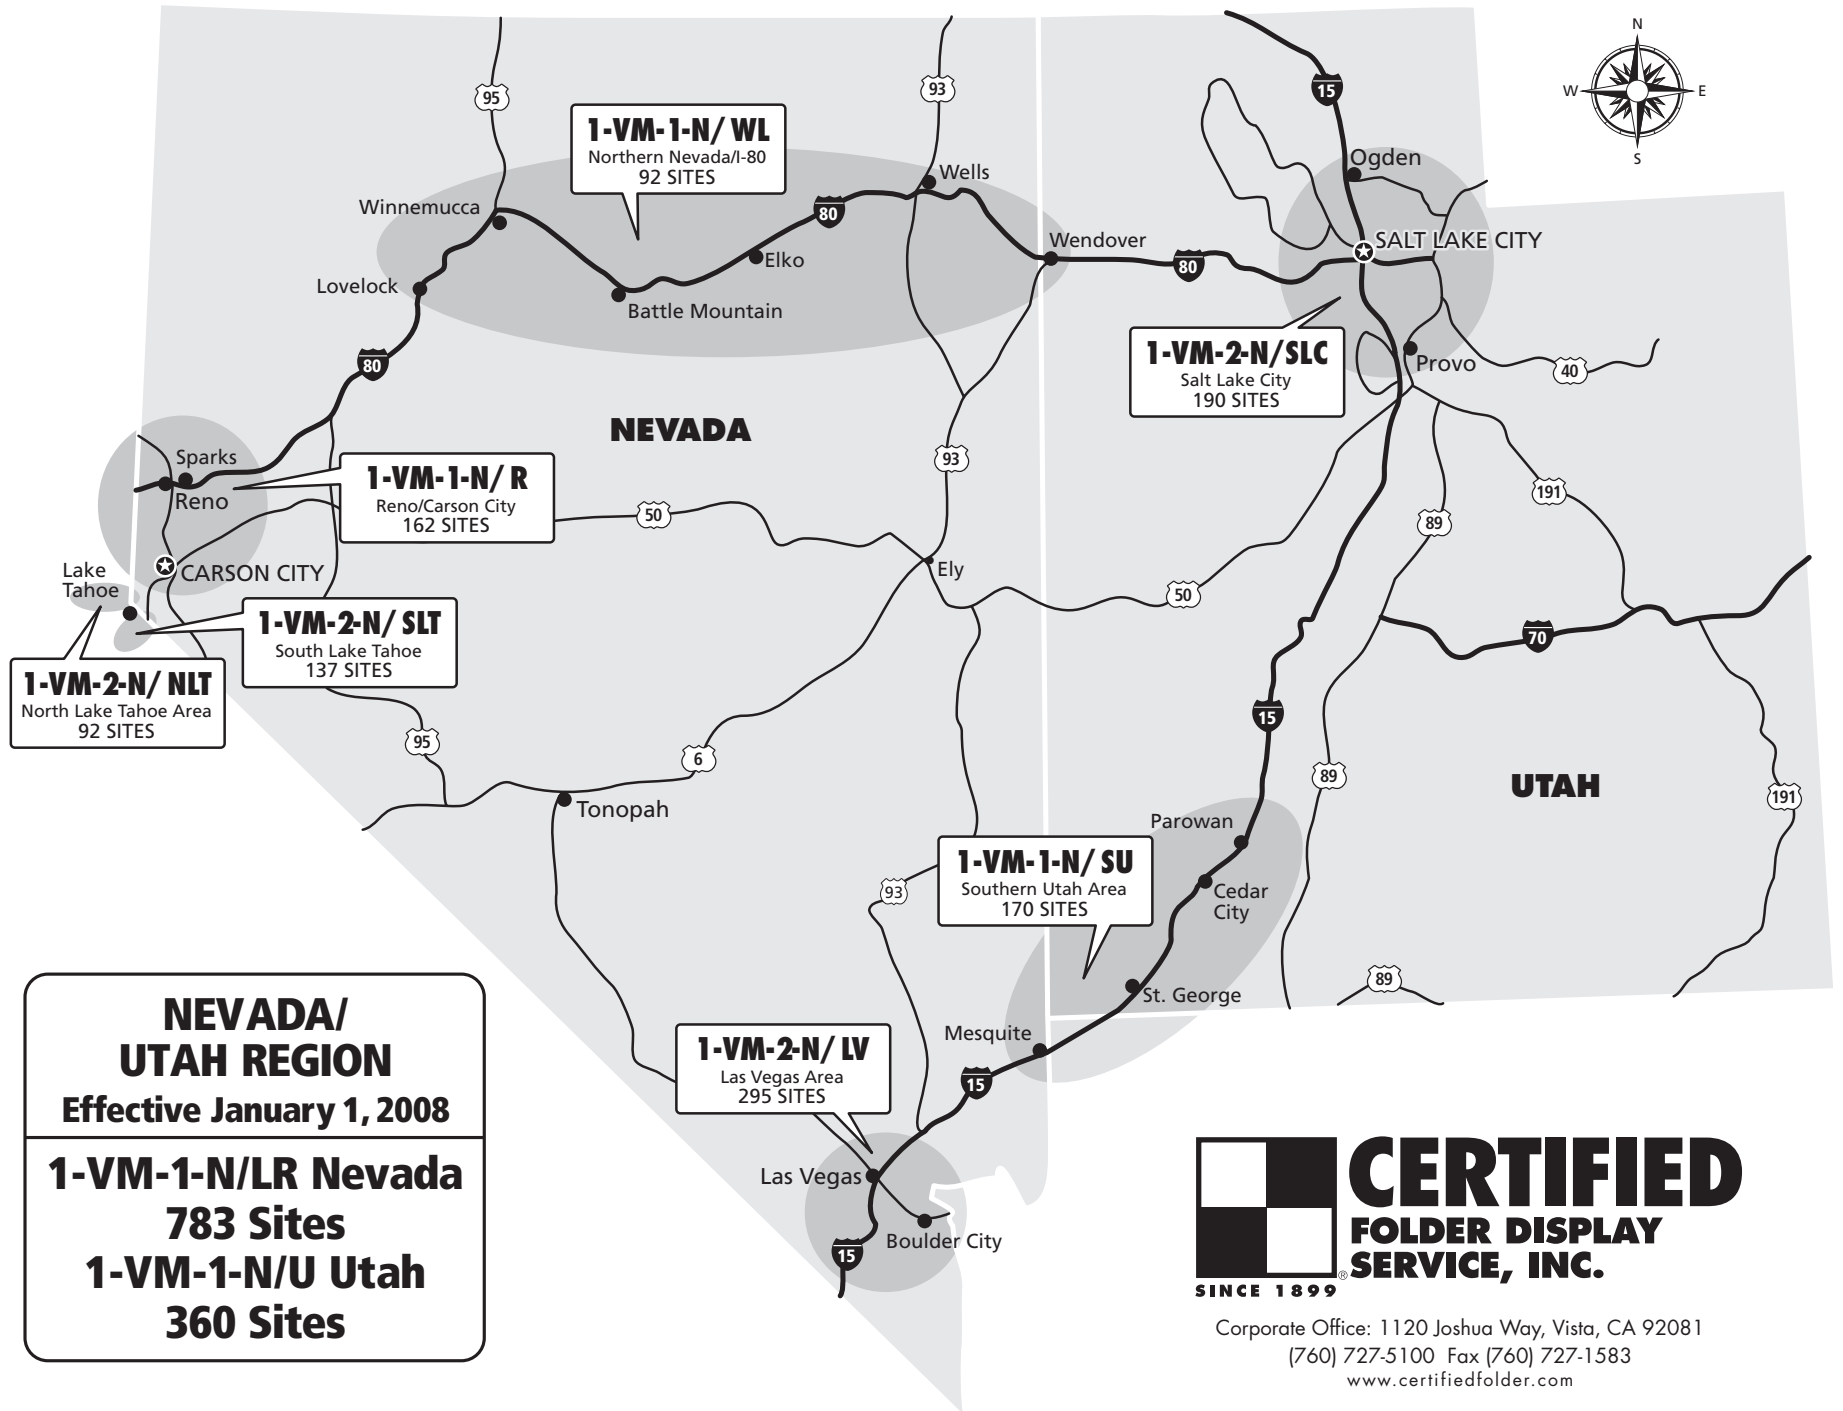 N
W
E
S
95
93
15
1-VM-1-N/ WL
Northern Nevada/I-80
92 SITES
Ogden
Wells
Winnemucca
80
Wendover
SALT LAKE CITY
80
Elko
Lovelock
Battle Mountain
80
1-VM-2-N/SLC
Salt Lake City
190 SITES
Provo
40
NEVADA
93
Sparks
Reno
1-VM-1-N/ R
Reno/Carson City
162 SITES
50
191
89
Ely
50
Lake
Tahoe
CARSON CITY
1-VM-2-N/ SLT
South Lake Tahoe
137 SITES
70
1-VM-2-N/ NLT
North Lake Tahoe Area
92 SITES
95
6
15
89
UTAH
191
Tonopah
Parowan
1-VM-1-N/ SU
Southern Utah Area
170 SITES
93
Cedar
City
89
St. George
Mesquite
1-VM-2-N/ LV
Las Vegas Area
295 SITES
15
Las Vegas
Boulder City
15
NEVADA/
UTAH REGION
Effective January 1, 2008
1-VM-1-N/LR Nevada
783 Sites
1-VM-1-N/U Utah
360 Sites
CERTIFIED
FOLDER DISPLAY
® SERVICE, INC.
SINCE 1899
Corporate Office: 1120 Joshua Way, Vista, CA 92081
(760) 727-5100 Fax (760) 727-1583
www.certifiedfolder.com